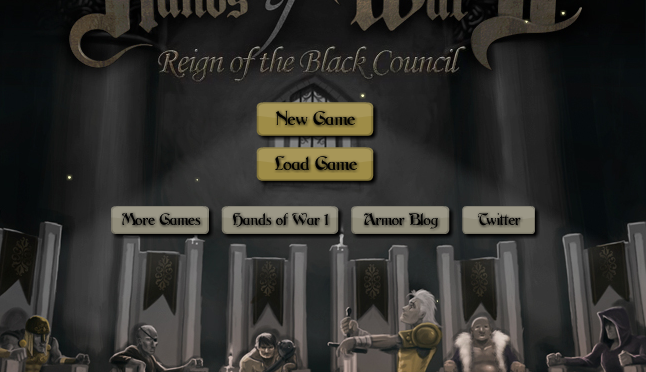 Hands of War II
Reign of the Black Council
New Game
Load Game
More Games
Hands of War 1
Armor Blog
Twitter